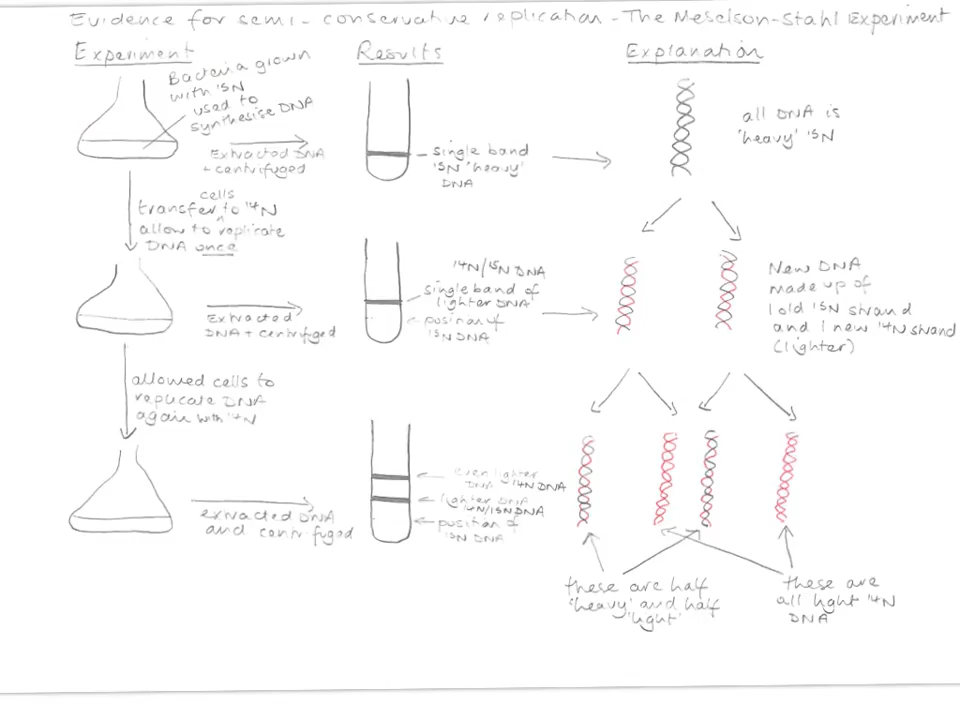 Evidence for semi-conservative replication - The Meselson-Stahl Experiment
Experiment
Results
Explanation
Bacteria grown
with ¹⁵N
used to
synthesise DNA
Extracted DNA
+ centrifuged
single band
¹⁵N 'heavy'
DNA
all DNA is
'heavy' ¹⁵N
cells
transfer to ¹⁴N
allow to replicate
DNA once
Extracted
DNA + centrifuged
¹⁴N/¹⁵N DNA
single band of
lighter DNA
position of
¹⁵N DNA
New DNA
made up of
1 old ¹⁵N strand
and 1 new ¹⁴N strand
(lighter)
allowed cells to
replicate DNA
again with ¹⁴N
extracted DNA
and centrifuged
even lighter
DNA ¹⁴N DNA
lighter DNA
¹⁴N/¹⁵N DNA
position of
¹⁵N DNA
these are half
'heavy' and half
'light'
these are
all light ¹⁴N
DNA